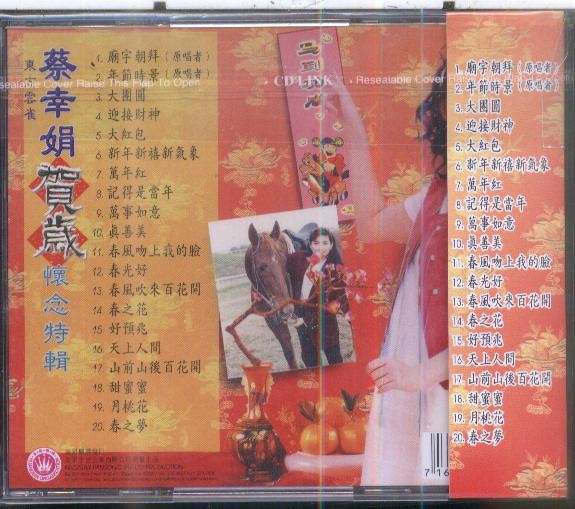 蔡幸娟
東方雲雀
賀歲
懷念特輯
1. 廟宇朝拜 (原唱者)
2. 年節時景 (原唱者)
3. 大團圓
4. 迎接財神
5. 大紅包
6. 新年新禧新氣象
7. 萬年紅
8. 記得是當年
9. 萬事如意
10. 真善美
11. 春風吻上我的臉
12. 春光好
13. 春風吹來百花開
14. 春之花
15. 好預兆
16. 天上人間
17. 山前山後百花開
18. 甜蜜蜜
19. 月桃花
20. 春之夢
Resealable Cover Raise This Flap To Open
CD LINK
Resealable Cover
1. 廟宇朝拜 (原唱者)
2. 年節時景 (原唱者)
3. 大團圓
4. 迎接財神
5. 大紅包
6. 新年新禧新氣象
7. 萬年紅
8. 記得是當年
9. 萬事如意
10. 真善美
11. 春風吻上我的臉
12. 春光好
13. 春風吹來百花開
14. 春之花
15. 好預兆
16. 天上人間
17. 山前山後百花開
18. 甜蜜蜜
19. 月桃花
20. 春之夢
716